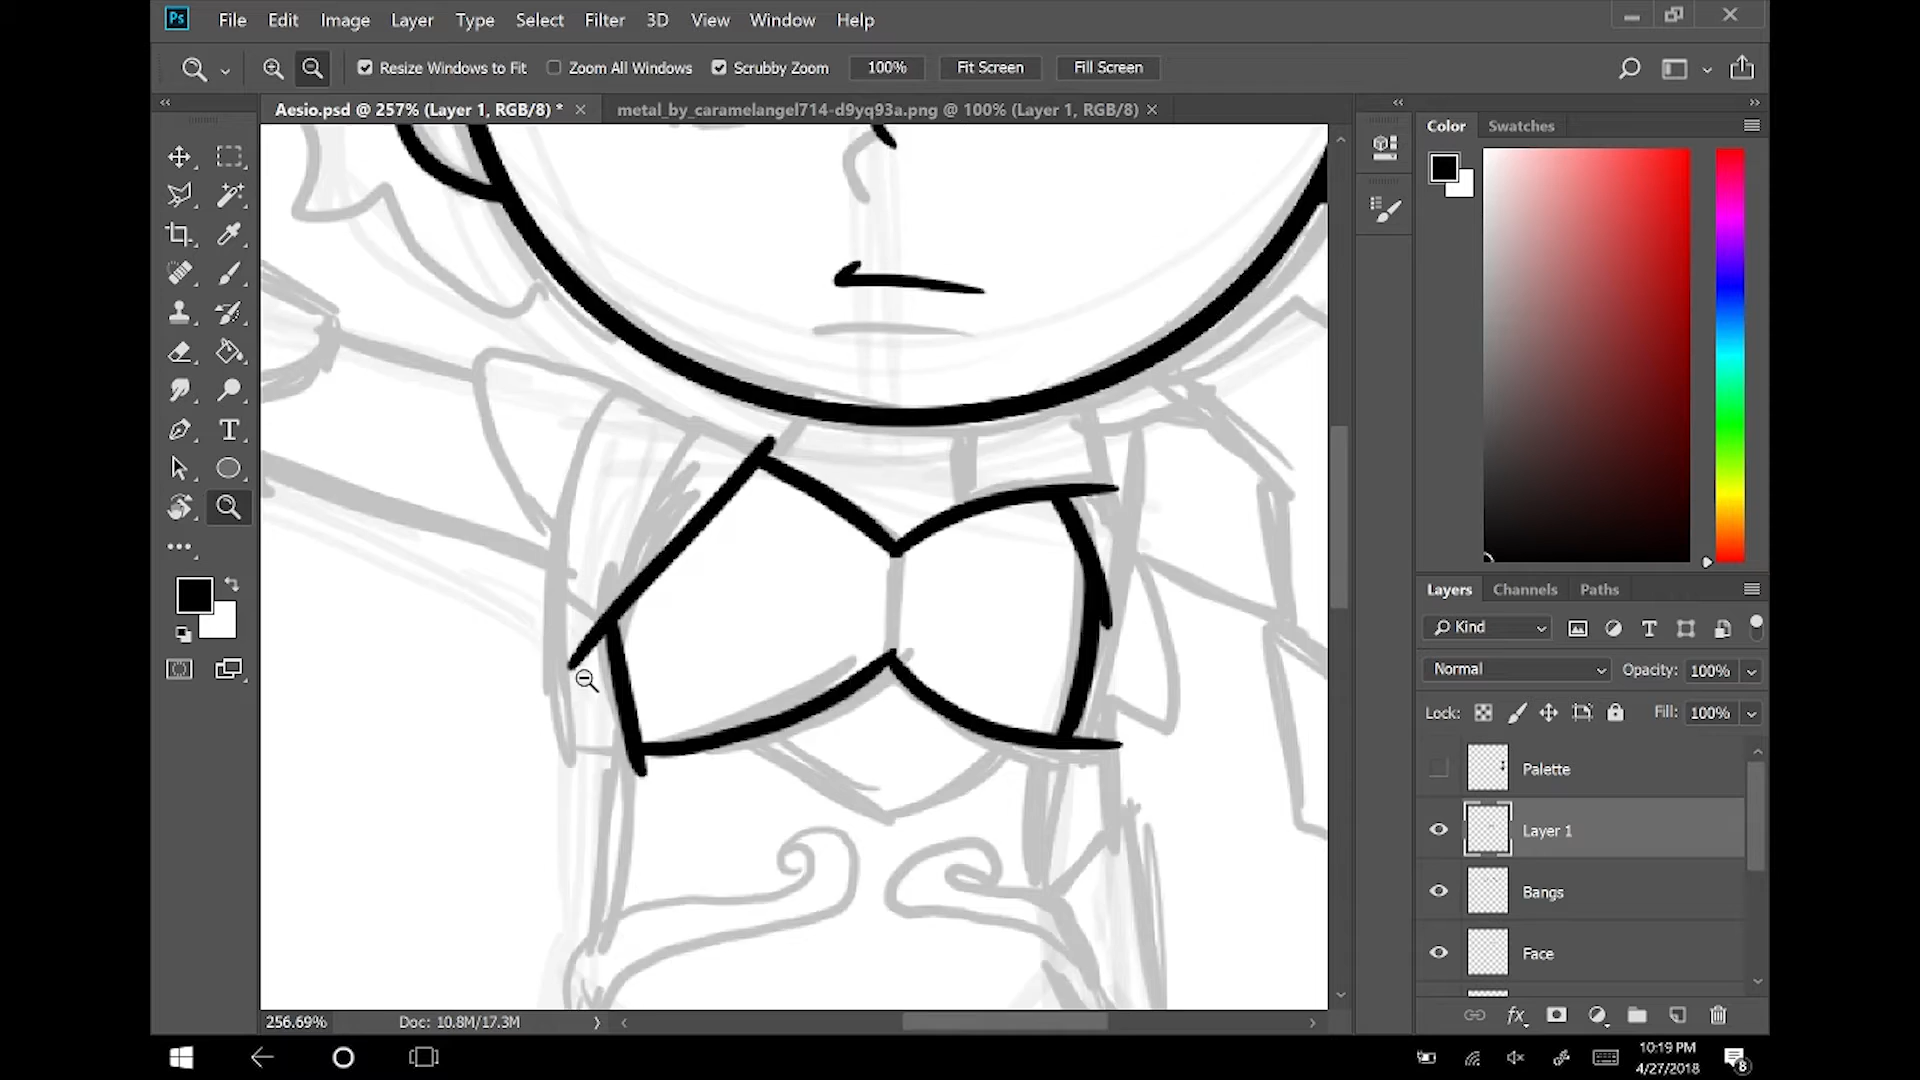 Ps File Edit Image Layer Type Select Filter 3D View Window Help
Resize Windows to Fit Zoom All Windows Scrubby Zoom 100% Fit Screen Fill Screen
Aesio.psd @ 257% (Layer 1, RGB/8) * metal_by_caramelangel714-d9yq93a.png @ 100% (Layer 1, RGB/8)
Color Swatches
Layers Channels Paths
Kind
Normal Opacity: 100%
Lock: Fill: 100%
Palette
Layer 1
Bangs
Face
256.69% Doc: 10.8M/17.3M
fx
10:19 PM
4/27/2018
8